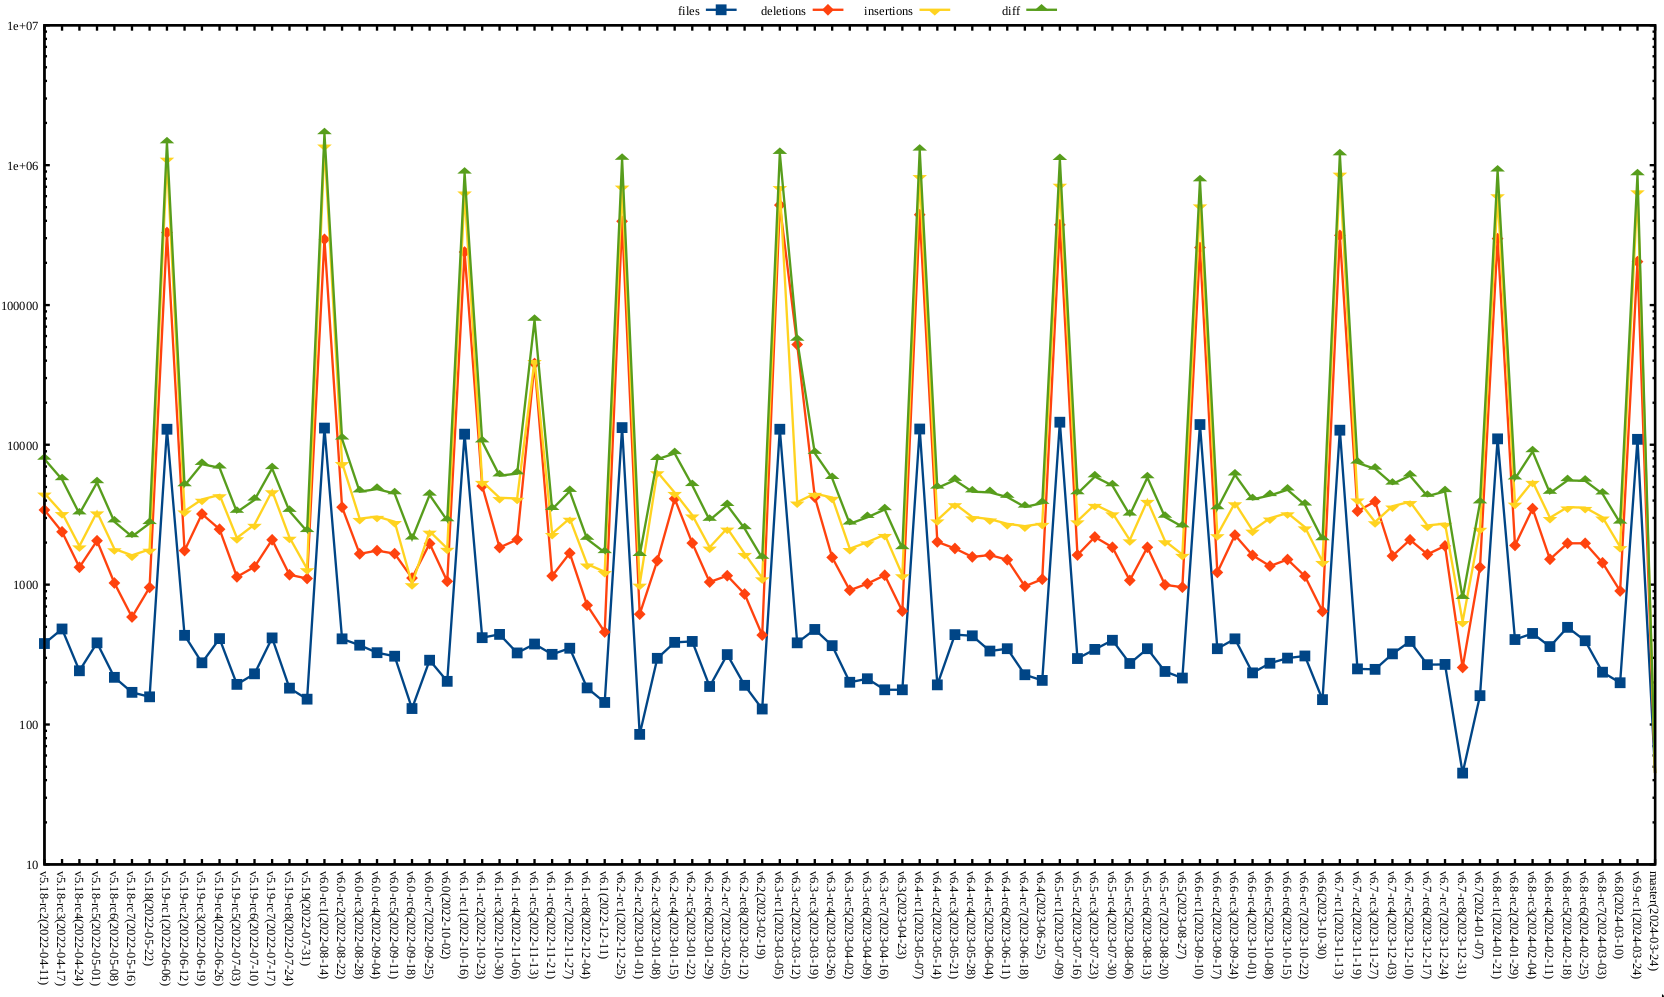 files deletions insertions diff
1e+07
1e+06
100000
10000
1000
100
10
v5.18-rc2(2022-04-11)
v5.18-rc3(2022-04-17)
v5.18-rc4(2022-04-24)
v5.18-rc5(2022-05-01)
v5.18-rc6(2022-05-08)
v5.18-rc7(2022-05-16)
v5.18(2022-05-22)
v5.19-rc1(2022-06-06)
v5.19-rc2(2022-06-12)
v5.19-rc3(2022-06-19)
v5.19-rc4(2022-06-26)
v5.19-rc5(2022-07-03)
v5.19-rc6(2022-07-10)
v5.19-rc7(2022-07-17)
v5.19-rc8(2022-07-24)
v5.19(2022-07-31)
v6.0-rc1(2022-08-14)
v6.0-rc2(2022-08-22)
v6.0-rc3(2022-08-28)
v6.0-rc4(2022-09-04)
v6.0-rc5(2022-09-11)
v6.0-rc6(2022-09-18)
v6.0-rc7(2022-09-25)
v6.0(2022-10-02)
v6.1-rc1(2022-10-16)
v6.1-rc2(2022-10-23)
v6.1-rc3(2022-10-30)
v6.1-rc4(2022-11-06)
v6.1-rc5(2022-11-13)
v6.1-rc6(2022-11-21)
v6.1-rc7(2022-11-27)
v6.1-rc8(2022-12-04)
v6.1(2022-12-11)
v6.2-rc1(2022-12-25)
v6.2-rc2(2023-01-01)
v6.2-rc3(2023-01-08)
v6.2-rc4(2023-01-15)
v6.2-rc5(2023-01-22)
v6.2-rc6(2023-01-29)
v6.2-rc7(2023-02-05)
v6.2-rc8(2023-02-12)
v6.2(2023-02-19)
v6.3-rc1(2023-03-05)
v6.3-rc2(2023-03-12)
v6.3-rc3(2023-03-19)
v6.3-rc4(2023-03-26)
v6.3-rc5(2023-04-02)
v6.3-rc6(2023-04-09)
v6.3-rc7(2023-04-16)
v6.3(2023-04-23)
v6.4-rc1(2023-05-07)
v6.4-rc2(2023-05-14)
v6.4-rc3(2023-05-21)
v6.4-rc4(2023-05-28)
v6.4-rc5(2023-06-04)
v6.4-rc6(2023-06-11)
v6.4-rc7(2023-06-18)
v6.4(2023-06-25)
v6.5-rc1(2023-07-09)
v6.5-rc2(2023-07-16)
v6.5-rc3(2023-07-23)
v6.5-rc4(2023-07-30)
v6.5-rc5(2023-08-06)
v6.5-rc6(2023-08-13)
v6.5-rc7(2023-08-20)
v6.5(2023-08-27)
v6.6-rc1(2023-09-10)
v6.6-rc2(2023-09-17)
v6.6-rc3(2023-09-24)
v6.6-rc4(2023-10-01)
v6.6-rc5(2023-10-08)
v6.6-rc6(2023-10-15)
v6.6-rc7(2023-10-22)
v6.6(2023-10-30)
v6.7-rc1(2023-11-13)
v6.7-rc2(2023-11-19)
v6.7-rc3(2023-11-27)
v6.7-rc4(2023-12-03)
v6.7-rc5(2023-12-10)
v6.7-rc6(2023-12-17)
v6.7-rc7(2023-12-24)
v6.7-rc8(2023-12-31)
v6.7(2024-01-07)
v6.8-rc1(2024-01-21)
v6.8-rc2(2024-01-29)
v6.8-rc3(2024-02-04)
v6.8-rc4(2024-02-11)
v6.8-rc5(2024-02-18)
v6.8-rc6(2024-02-25)
v6.8-rc7(2024-03-03)
v6.8(2024-03-10)
v6.9-rc1(2024-03-24)
master(2024-03-24)